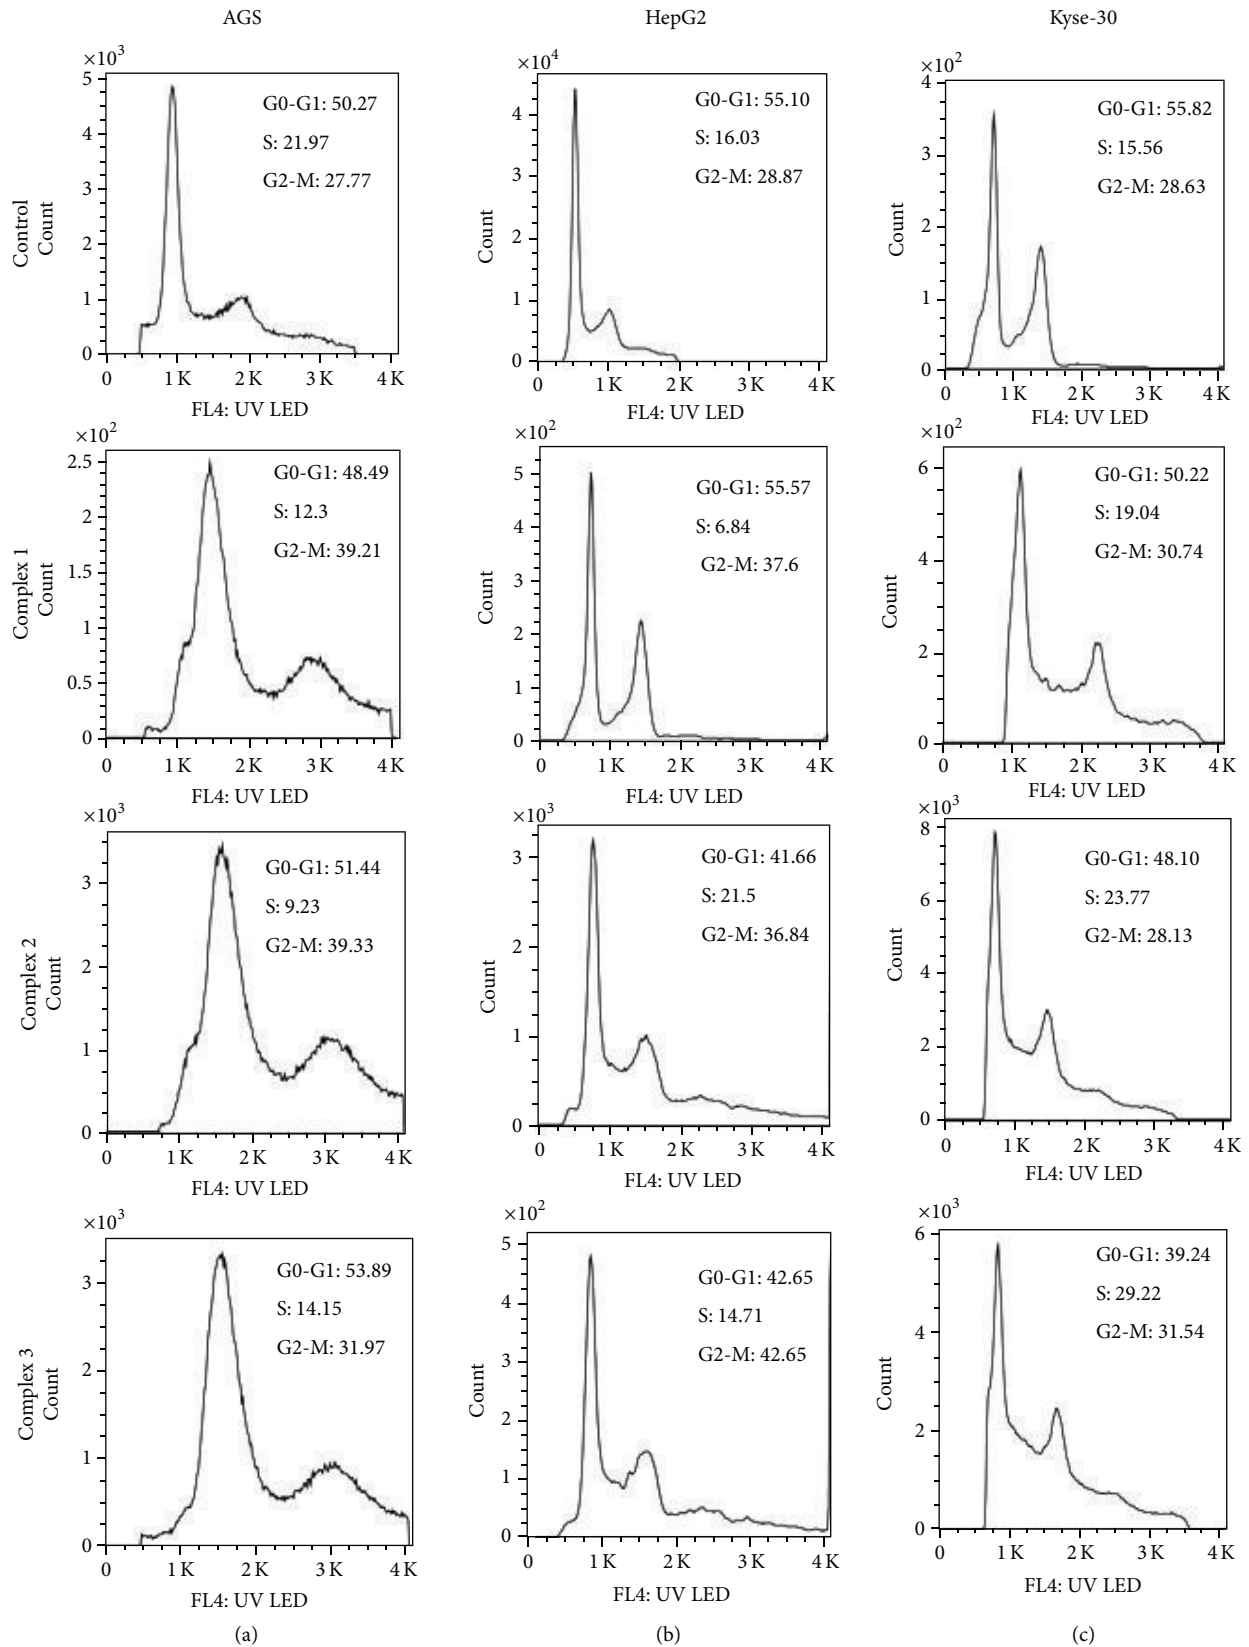 AGS
HepG2
Kyse-30
×10³
5
4
3
2
1
0
0 1 K 2 K 3 K 4 K
Control
Count
FL4: UV LED
G0-G1: 50.27
S: 21.97
G2-M: 27.77
×10⁴
4
3
2
1
0
0 1 K 2 K 3 K 4 K
Count
FL4: UV LED
G0-G1: 55.10
S: 16.03
G2-M: 28.87
×10²
4
3
2
1
0
0 1 K 2 K 3 K 4 K
Count
FL4: UV LED
G0-G1: 55.82
S: 15.56
G2-M: 28.63
×10²
2.5
2
1.5
1
0.5
0
0 1 K 2 K 3 K 4 K
Complex 1
Count
FL4: UV LED
G0-G1: 48.49
S: 12.3
G2-M: 39.21
×10²
5
4
3
2
1
0
0 1 K 2 K 3 K 4 K
Count
FL4: UV LED
G0-G1: 55.57
S: 6.84
G2-M: 37.6
×10²
6
4
2
0
0 1 K 2 K 3 K 4 K
Count
FL4: UV LED
G0-G1: 50.22
S: 19.04
G2-M: 30.74
×10³
3
2
1
0
0 1 K 2 K 3 K 4 K
Complex 2
Count
FL4: UV LED
G0-G1: 51.44
S: 9.23
G2-M: 39.33
×10³
3
2
1
0
0 1 K 2 K 3 K 4 K
Count
FL4: UV LED
G0-G1: 41.66
S: 21.5
G2-M: 36.84
×10³
8
6
4
2
0
0 1 K 2 K 3 K 4 K
Count
FL4: UV LED
G0-G1: 48.10
S: 23.77
G2-M: 28.13
×10³
3
2
1
0
0 1 K 2 K 3 K 4 K
Complex 3
Count
FL4: UV LED
G0-G1: 53.89
S: 14.15
G2-M: 31.97
×10²
5
4
3
2
1
0
0 1 K 2 K 3 K 4 K
Count
FL4: UV LED
G0-G1: 42.65
S: 14.71
G2-M: 42.65
×10³
6
6
4
2
0
0 1 K 2 K 3 K 4 K
Count
FL4: UV LED
G0-G1: 39.24
S: 29.22
G2-M: 31.54
(a)
(b)
(c)